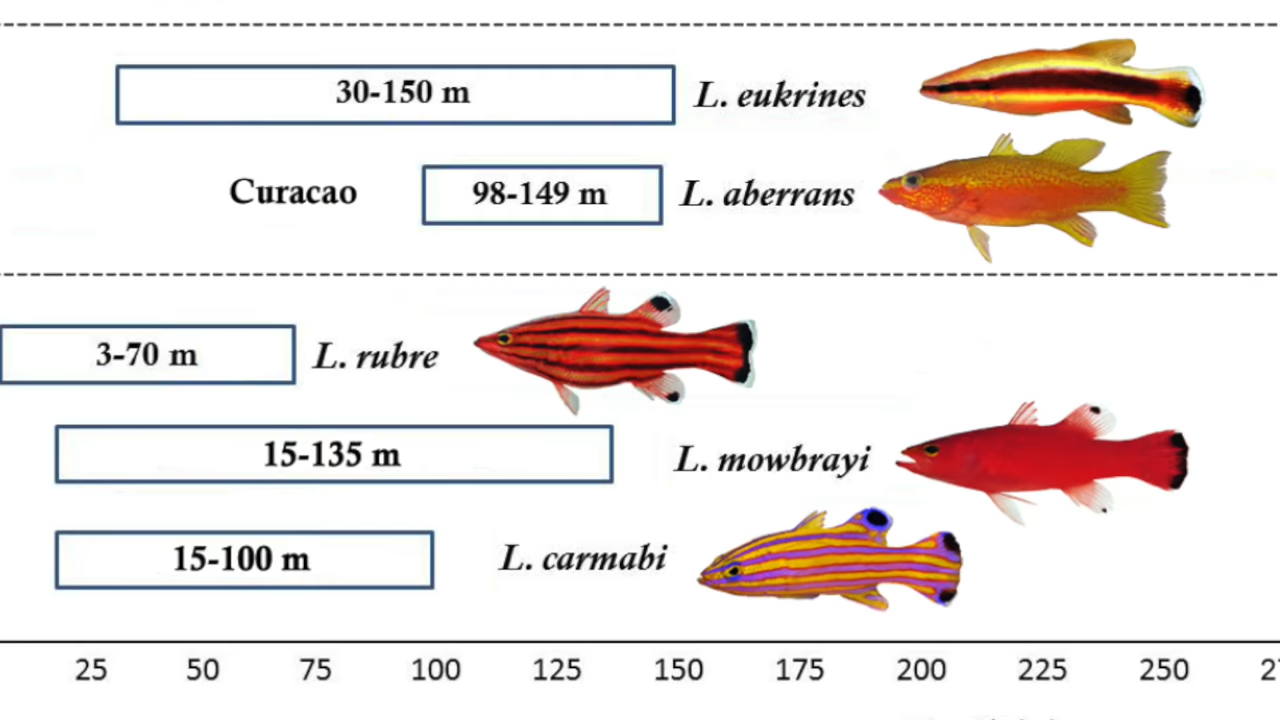 30-150 m L. eukrines
Curacao 98-149 m L. aberrans
3-70 m L. rubre
15-135 m L. mowbrayi
15-100 m L. carmabi
25 50 75 100 125 150 175 200 225 250